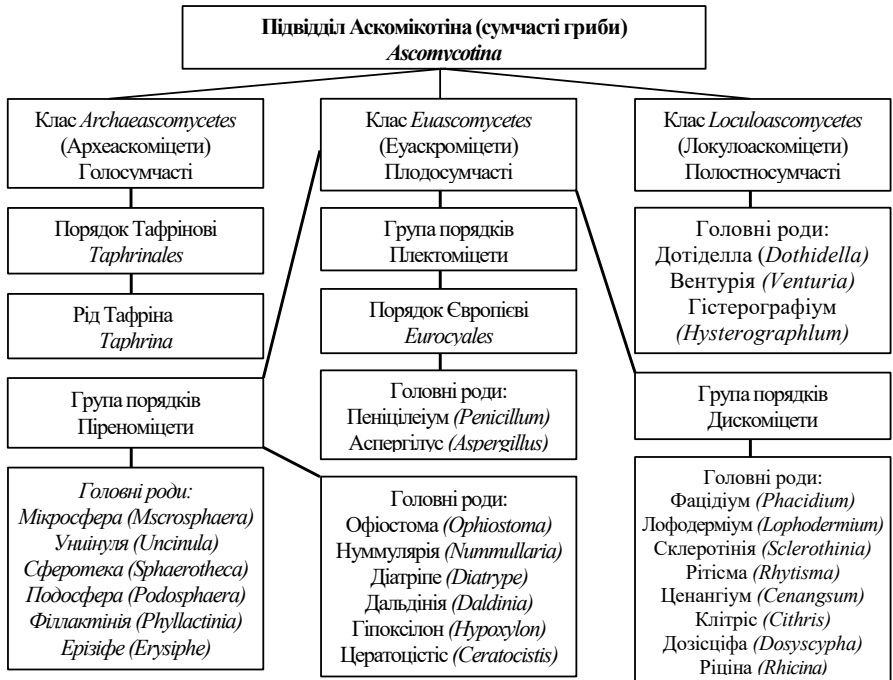 Підвідділ Аскомікотіна (сумчасті гриби)
Ascomycotina
Клас Archaeascomycetes
(Археаскоміцети)
Голосумчасті
Клас Euascomycetes
(Еуаскроміцети)
Плодосумчасті
Клас Loculoascomycetes
(Локулоаскоміцети)
Полостносумчасті
Порядок Тафрінові
Taphrinales
Група порядків
Плектоміцети
Головні роди:
Дотіделла (Dothidella)
Вентурія (Venturia)
Гістерографіум
(Hysterographlum)
Рід Тафріна
Taphrina
Порядок Європієві
Eurocyales
Група порядків
Піреноміцети
Головні роди:
Пеніцілеіум (Penicillum)
Аспергілус (Aspergillus)
Група порядків
Дискоміцети
Головні роди:
Мікросфера (Mscrosphaera)
Униінуля (Uncinula)
Сферотека (Sphaerotheca)
Подосфера (Podosphaera)
Філлактінія (Phyllactinia)
Ерізіфе (Erysiphe)
Головні роди:
Офіостома (Ophiostoma)
Нуммулярія (Nummullaria)
Діатріпе (Diatrype)
Дальдінія (Daldinia)
Гіпоксілон (Hypoxylon)
Цератоцістіс (Ceratocistis)
Головні роди:
Фацідіум (Phacidium)
Лофодерміум (Lophodermium)
Склеротінія (Sclerothinia)
Рітісма (Rhytisma)
Ценангіум (Cenangsum)
Клітріс (Cithris)
Дозісціфа (Dosyscypha)
Ріціна (Rhicina)